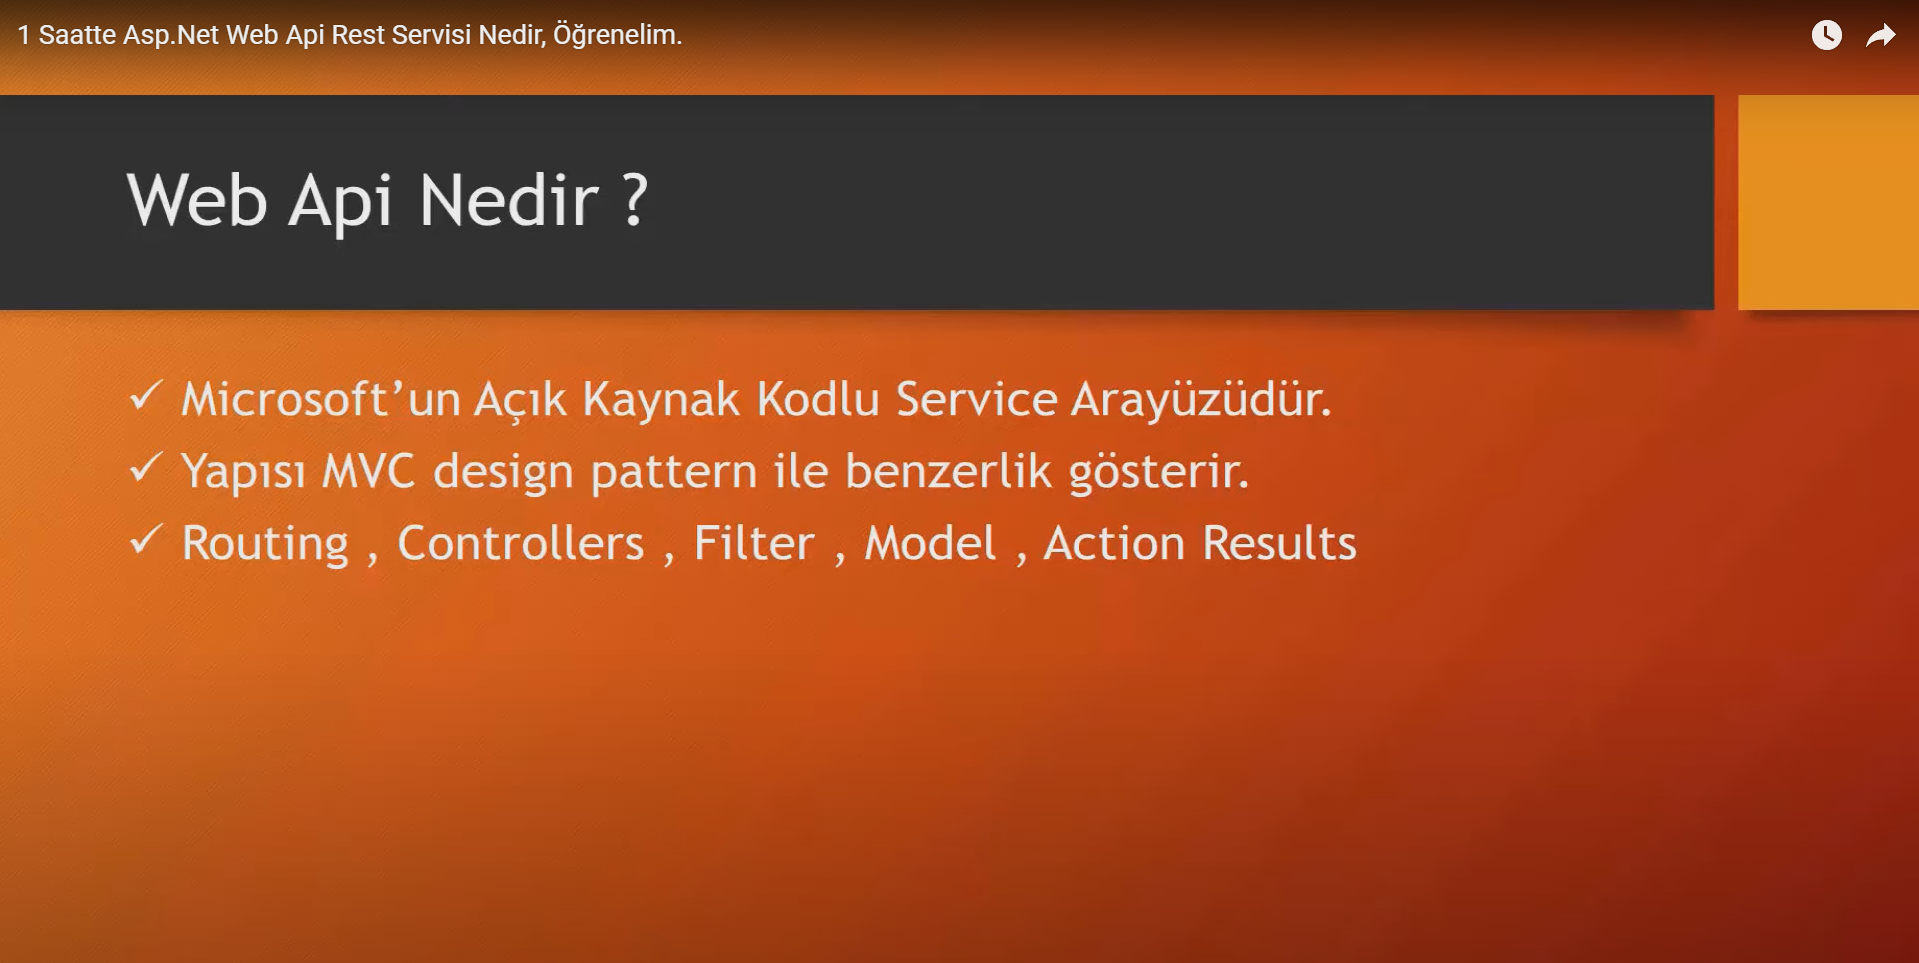 1 Saatte Asp.Net Web Api Rest Servisi Nedir, Öğrenelim.
Web Api Nedir ?
✓ Microsoft’un Açık Kaynak Kodlu Service Arayüzüdür.
✓ Yapısı MVC design pattern ile benzerlik gösterir.
✓ Routing , Controllers , Filter , Model , Action Results